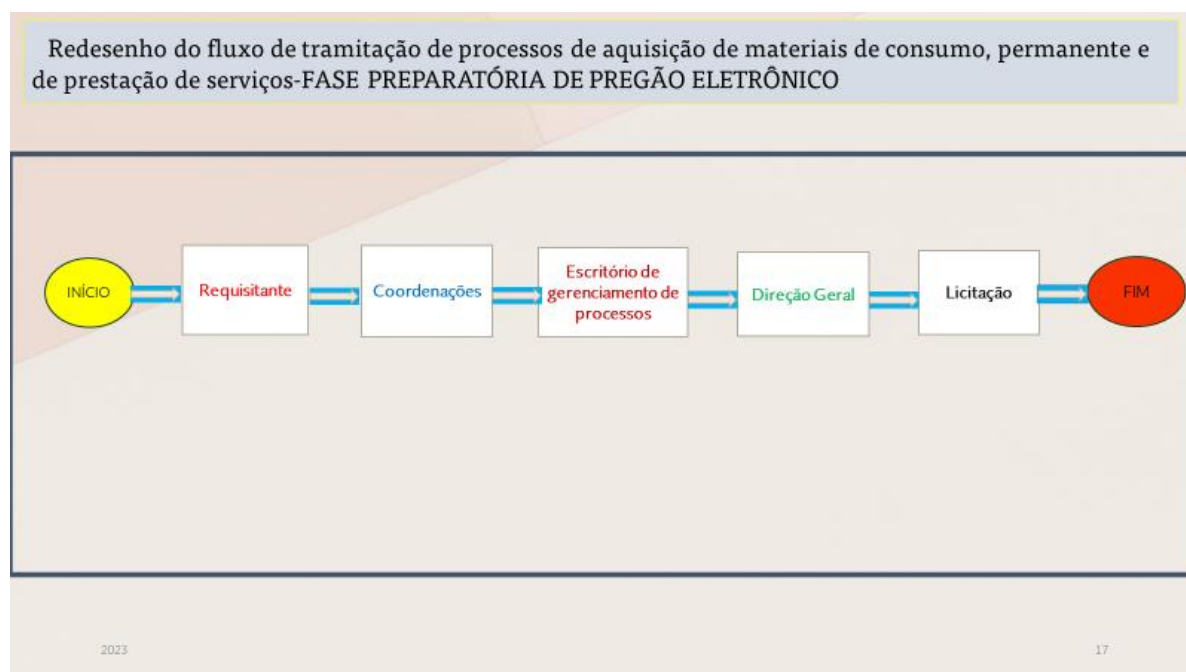 Redesenho do fluxo de tramitação de processos de aquisição de materiais de consumo, permanente e
de prestação de serviços-FASE PREPARATÓRIA DE PREGÃO ELETRÔNICO
INÍCIO
Requisitante
Coordenações
Escritório de
gerenciamento de
processos
Direção Geral
Licitação
FIM
2023
17